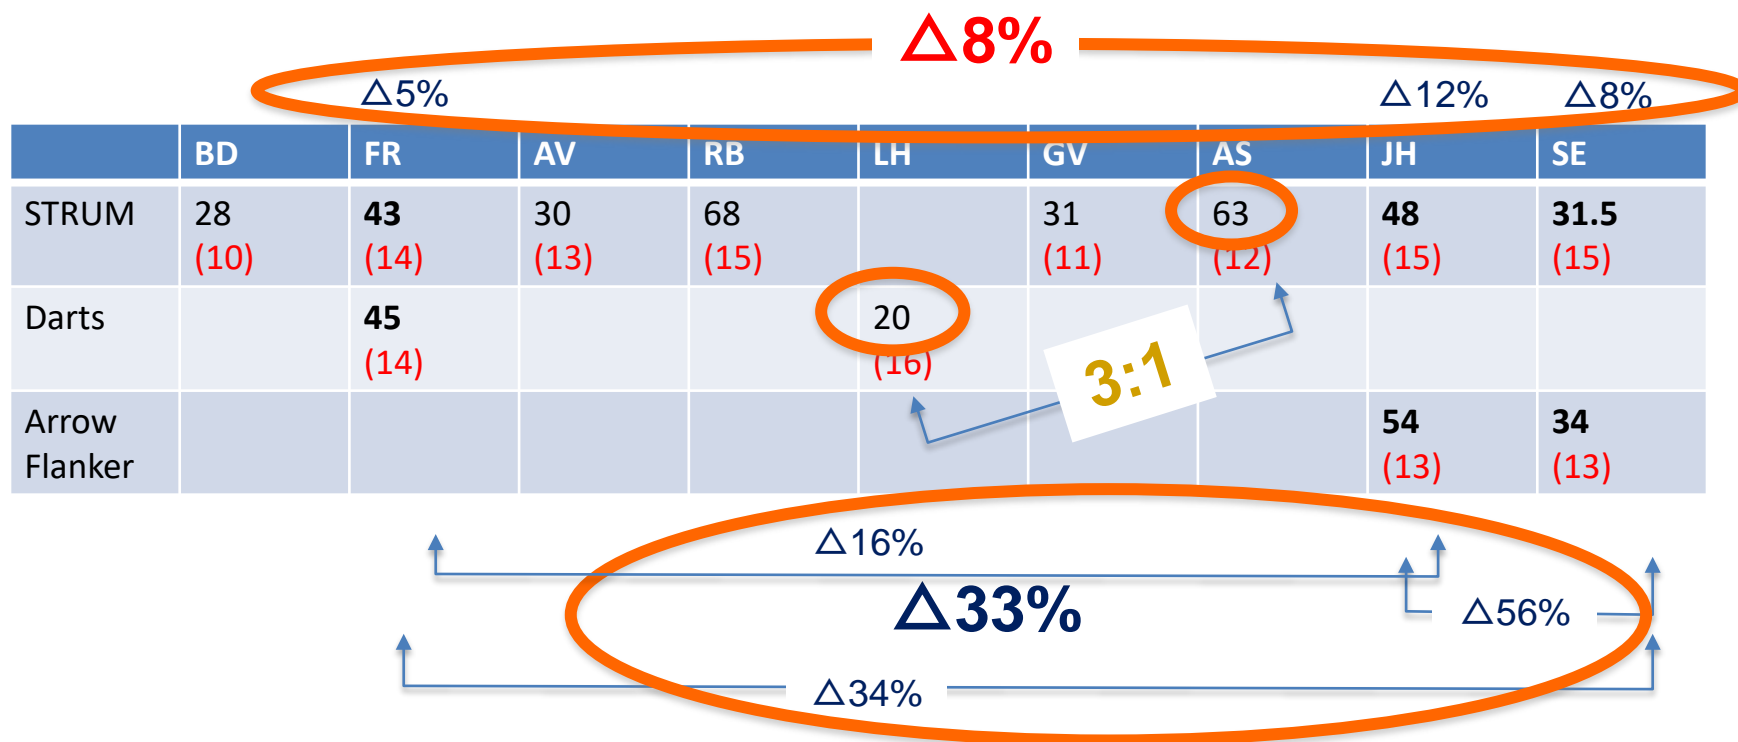 △8%
△5% △12% △8%
BD FR AV RB LH GV AS JH SE
STRUM 28 43 30 68 31 63 48 31.5
(10) (14) (13) (15) (11) (12) (15) (15)
Darts 45 20
(14) (16)
3:1
Arrow 54 34
Flanker (13) (13)
△16%
△33%
△56%
△34%